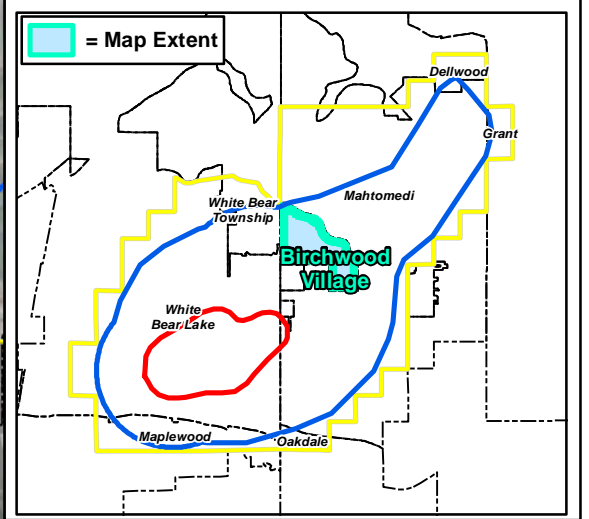 = Map Extent
Dellwood
Grant
Mahtomedi
White Bear
Township
Birchwood
Village
White
Bear Lake
Maplewood
Oakdale